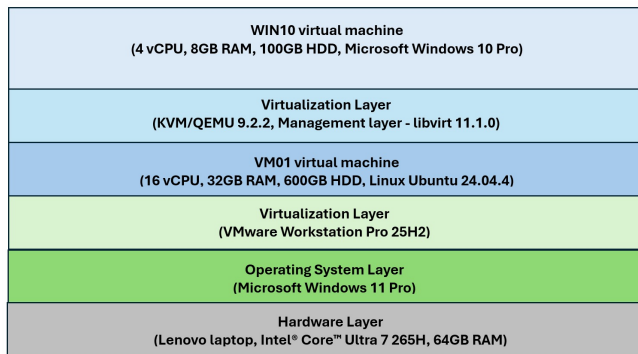 WIN10 virtual machine
(4 vCPU, 8GB RAM, 100GB HDD, Microsoft Windows 10 Pro)
Virtualization Layer
(KVM/QEMU 9.2.2, Management layer - libvirt 11.1.0)
VM01 virtual machine
(16 vCPU, 32GB RAM, 600GB HDD, Linux Ubuntu 24.04.4)
Virtualization Layer
(VMware Workstation Pro 25H2)
Operating System Layer
(Microsoft Windows 11 Pro)
Hardware Layer
(Lenovo laptop, Intel® Core™ Ultra 7 265H, 64GB RAM)